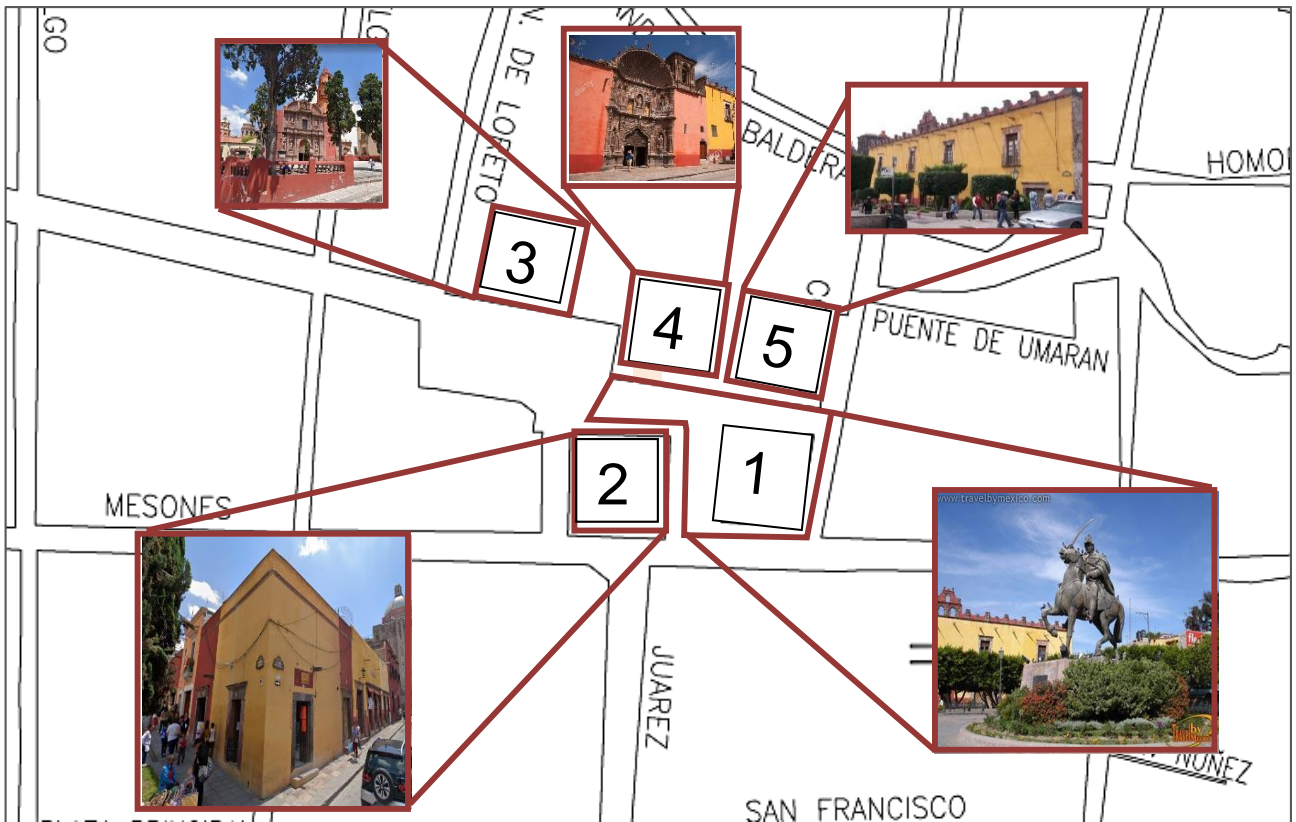 GO
DE LORETO
BALDERA
HOMO
3
4
5
PUENTE DE UMARAN
1
2
MESONES
www.travelbymexico.com
JUAREZ
NUÑEZ
SAN FRANCISCO